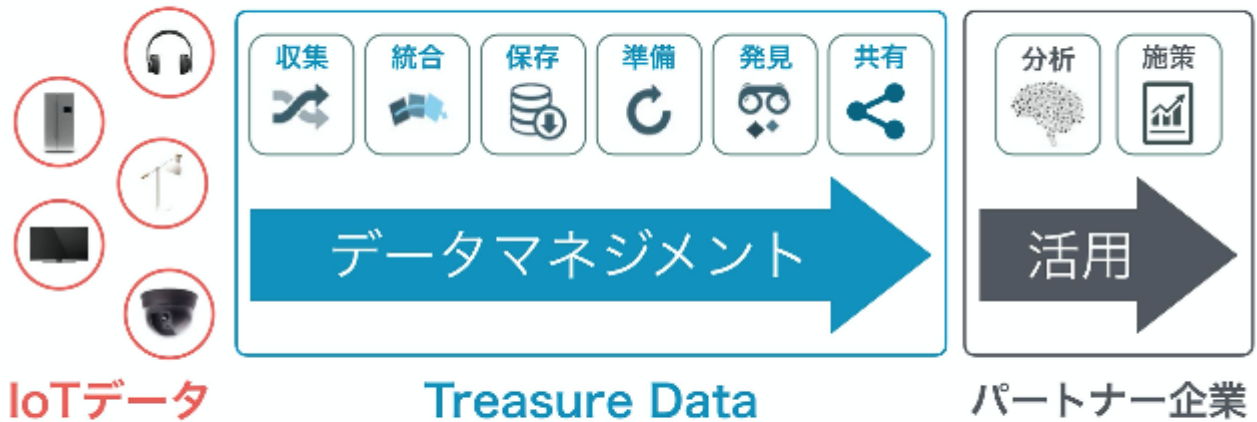 収集
統合
保存
準備
発見
共有
データマネジメント
分析
施策
活用
IoTデータ
Treasure Data
パートナー企業